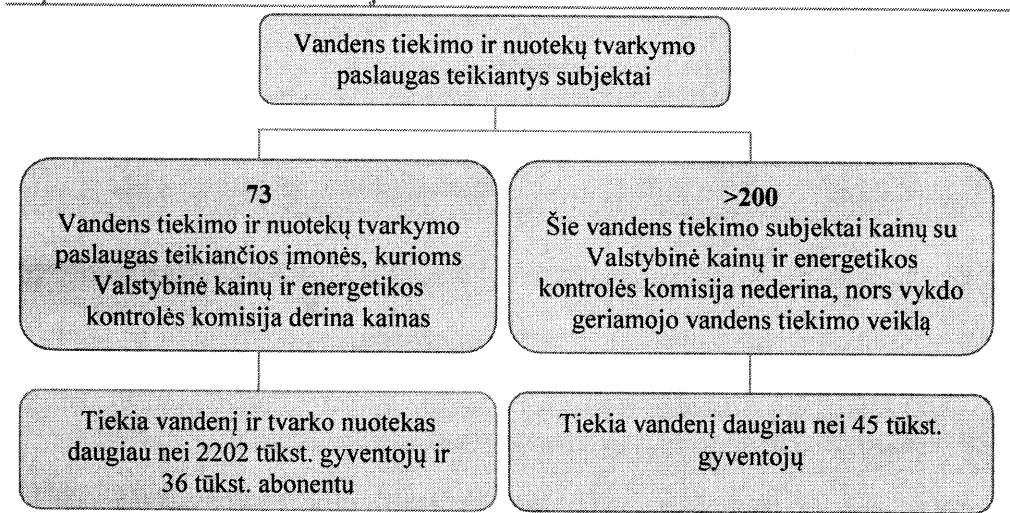 Vandens tiekimo ir nuotekų tvarkymo
paslaugas teikiantys subjektai
73
Vandens tiekimo ir nuotekų tvarkymo
paslaugas teikiančios įmonės, kurioms
Valstybinė kainų ir energetikos
kontrolės komisija derina kainas
>200
Šie vandens tiekimo subjektai kainų su
Valstybinė kainų ir energetikos
kontrolės komisija nederina, nors vykdo
geriamojo vandens tiekimo veiklą
Tiekia vandenį ir tvarko nuotekas
daugiau nei 2202 tūkst. gyventojų ir
36 tūkst. abonentu
Tiekia vandenį daugiau nei 45 tūkst.
gyventojų